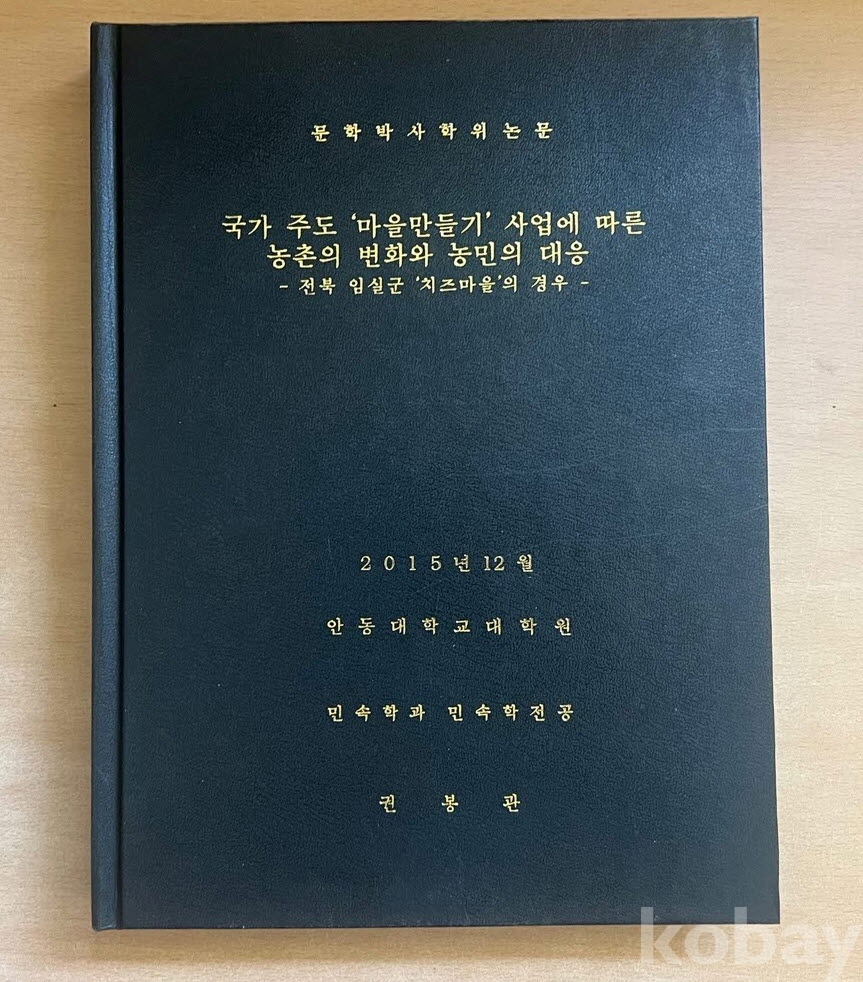 문학박사학위논문
국가 주도 '마을만들기' 사업에 따른
농촌의 변화와 농민의 대응
- 전북 임실군 '치즈마을'의 경우 -
2015년 12월
안동대학교대학원
민속학과 민속학전공
권봉관
kobay